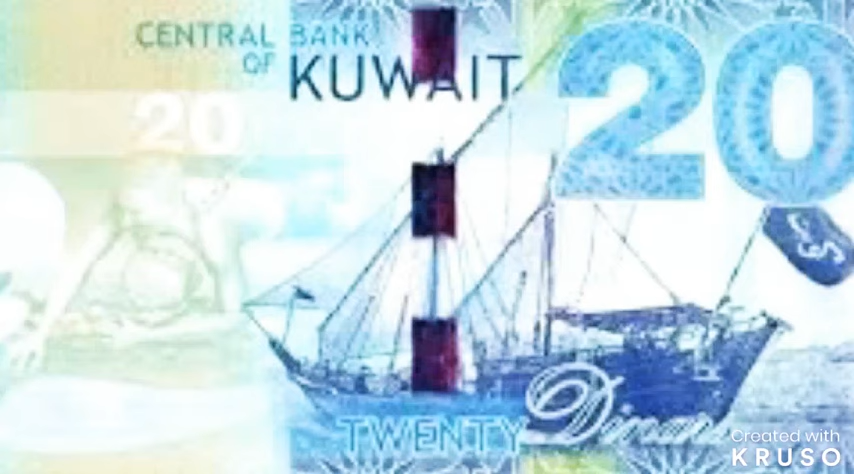 CENTRAL BANK
OF KUWAIT
20
20
TWENTY Dinars
Created with
KRUSO